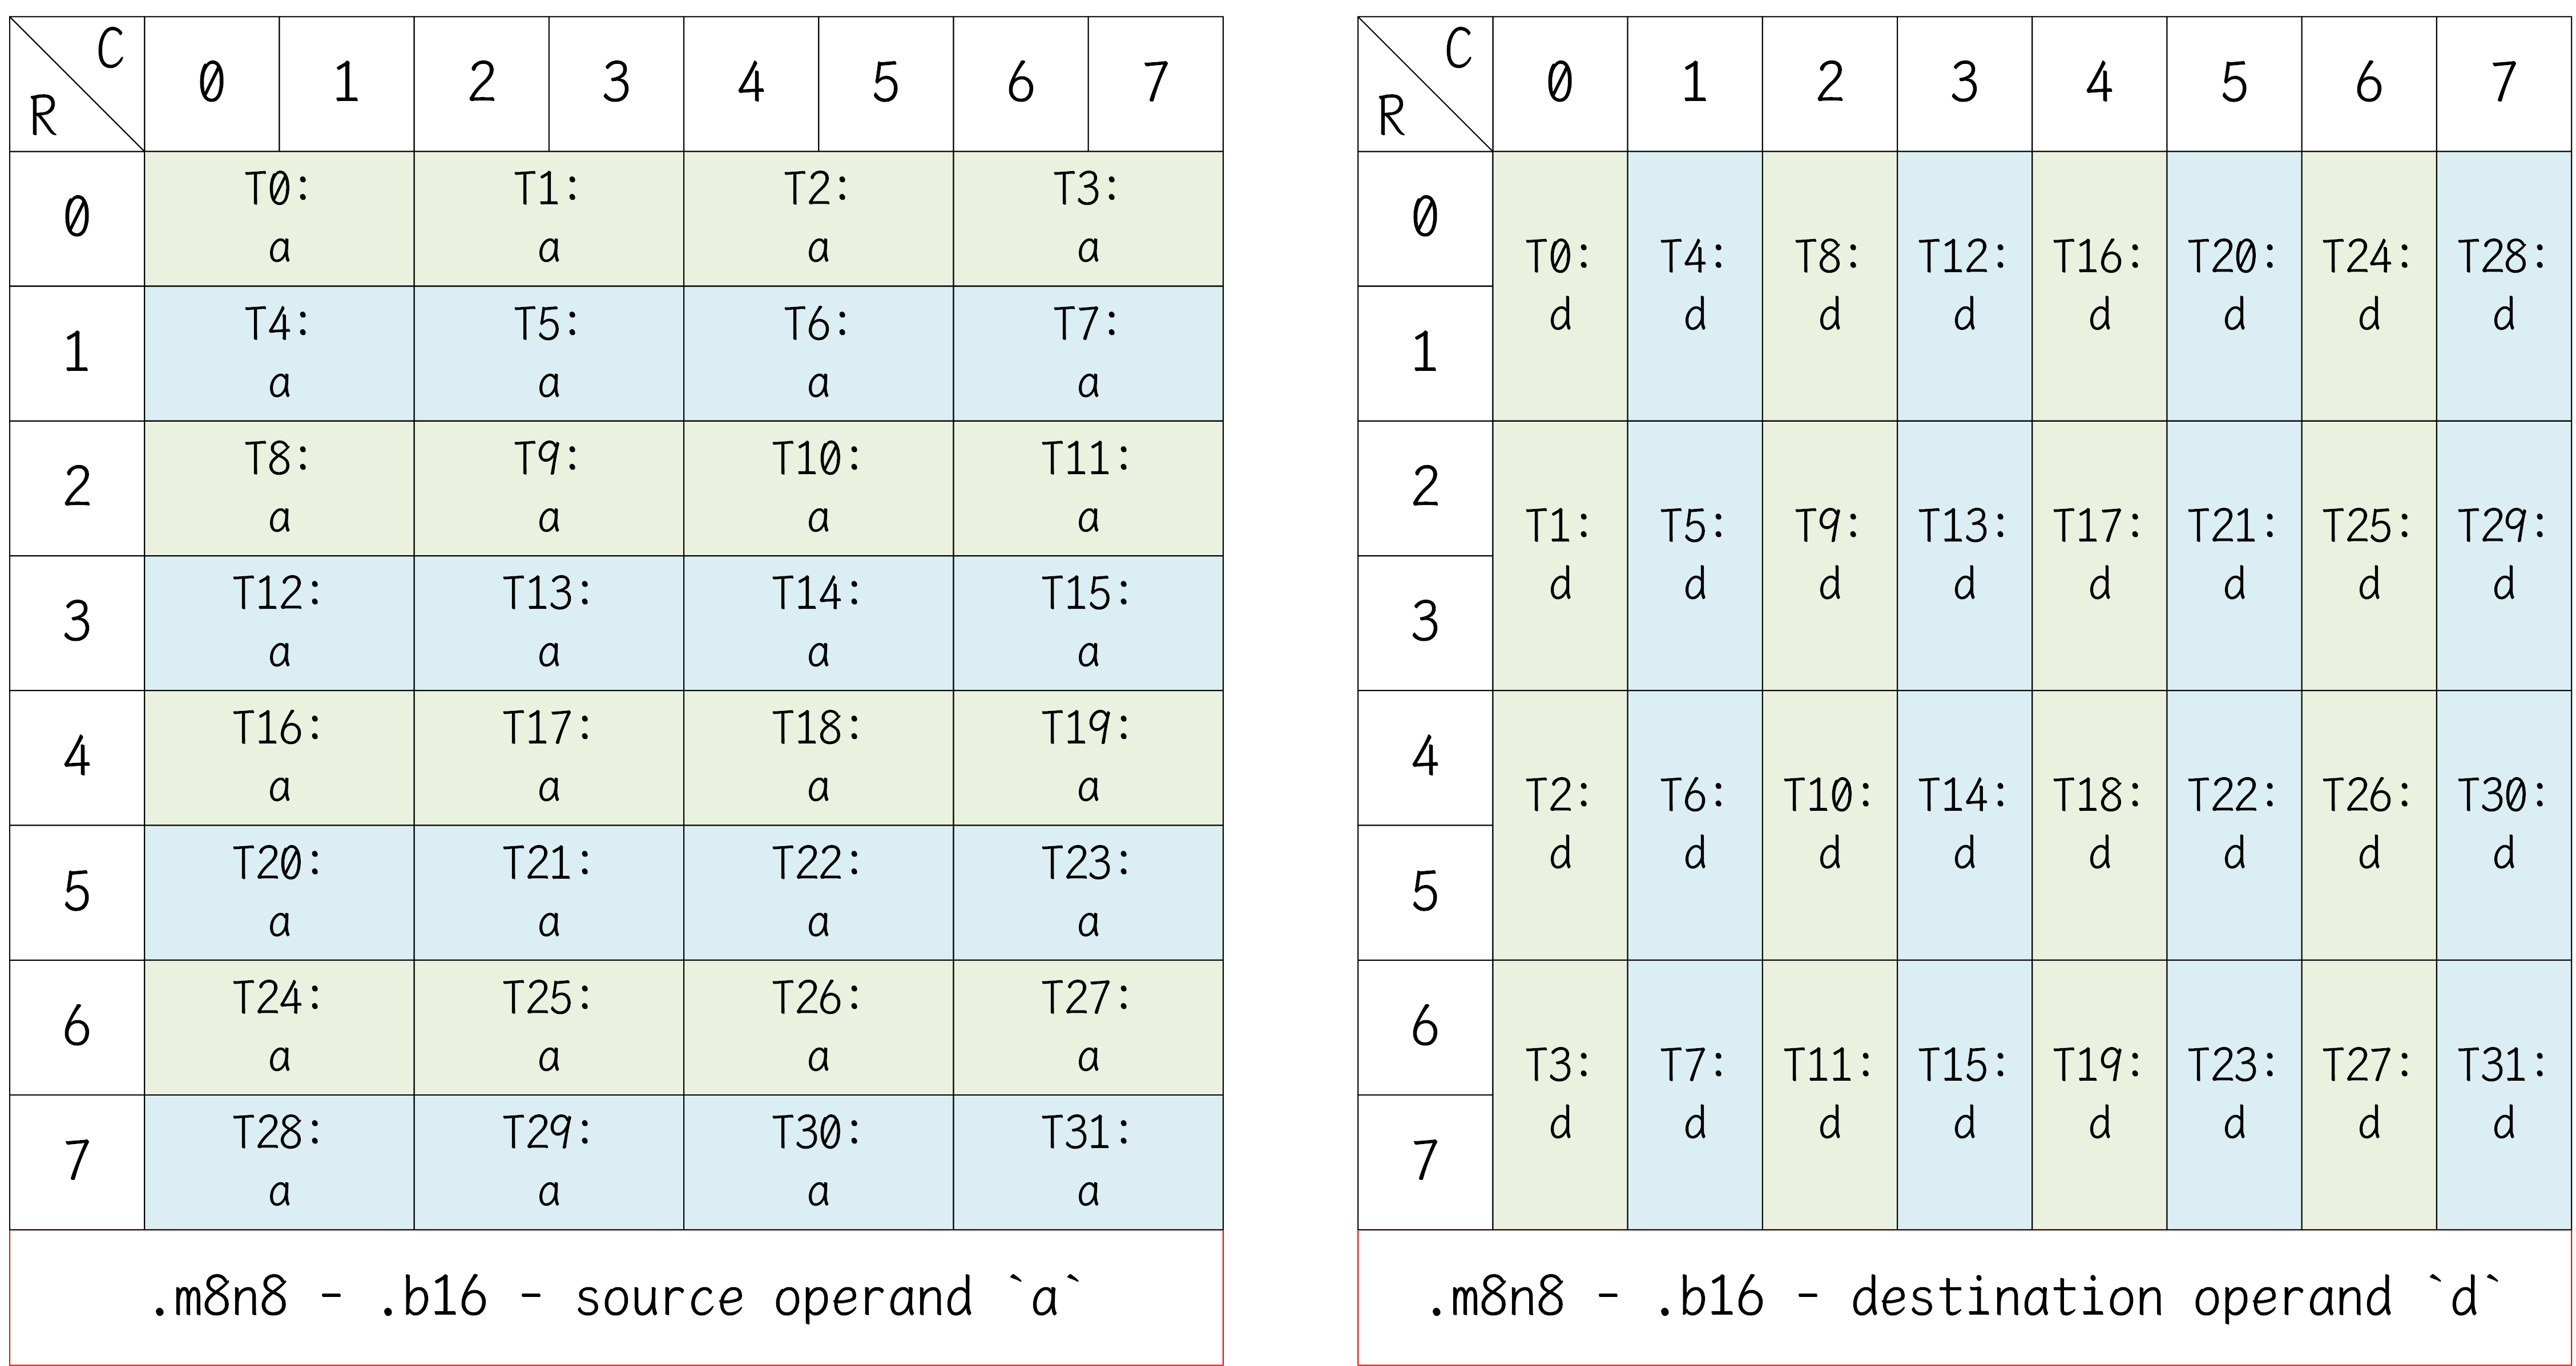 C
R
0 1 2 3 4 5 6 7
0
T0: T1: T2: T3:
a a a a
1
T4: T5: T6: T7:
a a a a
2
T8: T9: T10: T11:
a a a a
3
T12: T13: T14: T15:
a a a a
4
T16: T17: T18: T19:
a a a a
5
T20: T21: T22: T23:
a a a a
6
T24: T25: T26: T27:
a a a a
7
T28: T29: T30: T31:
a a a a
.m8n8 - .b16 - source operand `a`
C
R
0 1 2 3 4 5 6 7
0
T0: T4: T8: T12: T16: T20: T24: T28:
d d d d d d d d
1
2
T1: T5: T9: T13: T17: T21: T25: T29:
d d d d d d d d
3
4
T2: T6: T10: T14: T18: T22: T26: T30:
d d d d d d d d
5
6
T3: T7: T11: T15: T19: T23: T27: T31:
d d d d d d d d
7
.m8n8 - .b16 - destination operand `d`